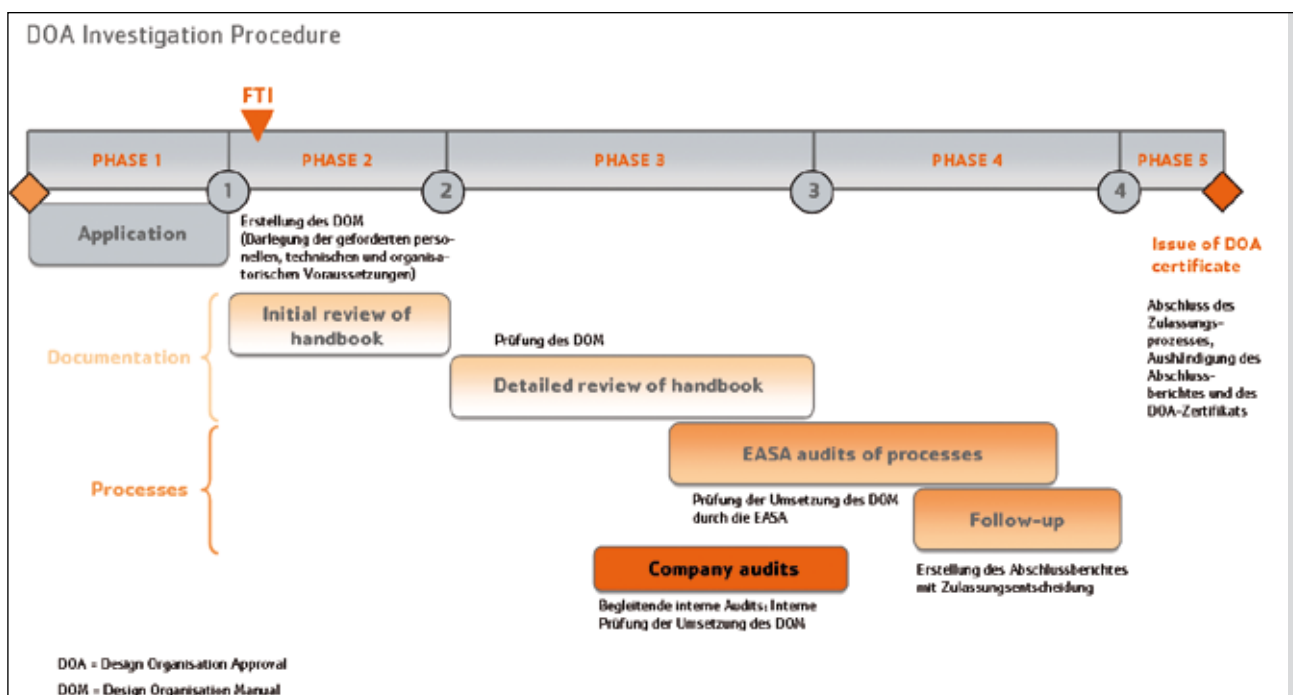 DOA Investigation Procedure
FTI
PHASE 1
PHASE 2
PHASE 3
PHASE 4
PHASE 5
1
2
3
4
Application
Erstellung des DOM
(Darlegung der geforderten perso-
nellen, technischen und organisa-
torischen Voraussetzungen)
Issue of DOA
certificate
Abschluss des
Zulassungs-
prozesses,
Aushändigung des
Abschluss-
berichtes und des
DOA-Zertifikats
Documentation
Initial review of
handbook
Prüfung des DOM
Detailed review of handbook
Processes
EASA audits of processes
Prüfung der Umsetzung des DOM
durch die EASA
Follow-up
Erstellung des Abschlussberichtes
mit Zulassungsentscheidung
Company audits
Begleitende interne Audits: Interne
Prüfung der Umsetzung des DOM
DOA = Design Organisation Approval
DOM = Design Organisation Manual